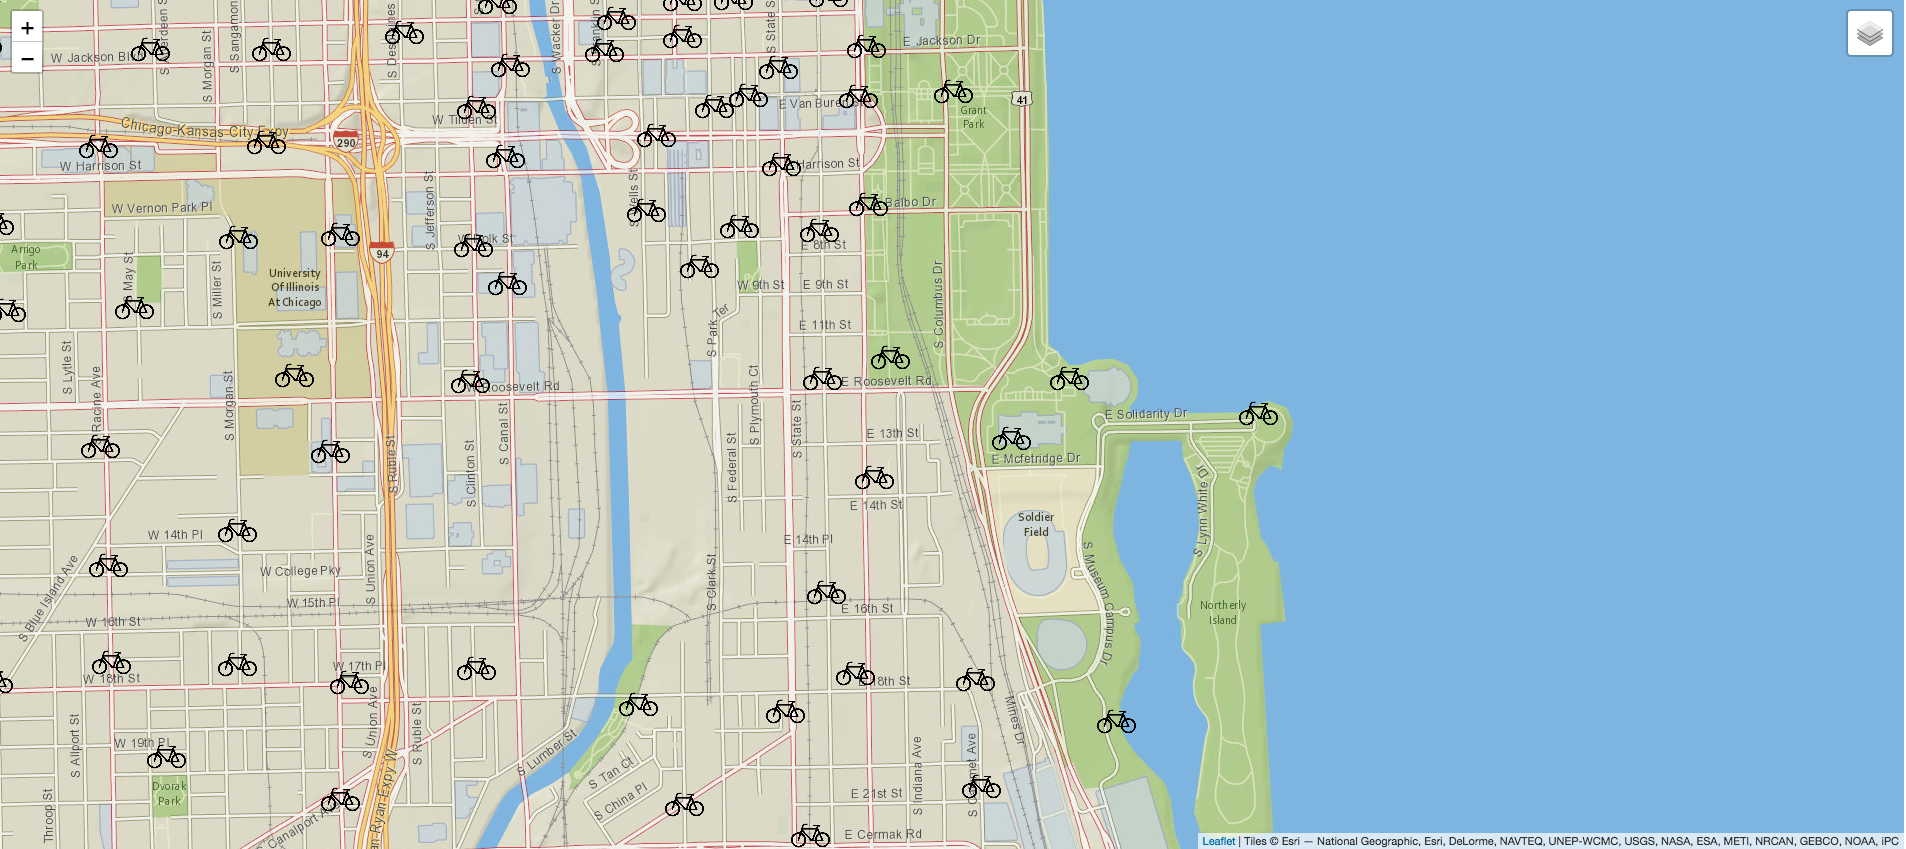 +
−
W Jackson Bl
S Morgan St
S Sangamon
S Wacker Dr
S State S
E Jackson Dr
41
Grant
Park
E Van Buren
Chicago-Kansas City Expy
290
W Tilden St
W Harrison St
Harrison St
W Vernon Park Pl
S Jefferson St
S Wells St
Balbo Dr
Arrigo
Park
S May St
S Miller St
University
Of Illinois
At Chicago
94
W Polk St
E 8th St
W 9th St
E 9th St
S Park Ter
E 11th St
S Columbus Dr
S Lytle St
S Racine Ave
S Morgan St
W Roosevelt Rd
E Roosevelt Rd
S Plymouth Ct
S State St
S Canal St
S Clinton St
S Ruble St
S Federal St
E 13th St
E Solidarity Dr
E Mcfetridge Dr
E 14th St
Soldier
Field
S Lynn White Dr
W 14th Pl
E 14th Pl
S Blue Island Ave
W College Pky
S Union Ave
S Clark St
S Museum Campus Dr
W 15th Pl
E 16th St
Northerly
Island
W 16th St
W 17th Pl
W 18th St
E 18th St
S Allport St
S Union Ave
S Ruble St
Mines Dr
W 19th Pl
S Lumber St
S Tan Ct
S China Pl
S Indiana Ave
S Calumet Ave
Dvorak
Park
Throop St
S Canalport A
an Ryan Expy W
E 21st St
E Cermak Rd
Leaflet | Tiles © Esri — National Geographic, Esri, DeLorme, NAVTEQ, UNEP-WCMC, USGS, NASA, ESA, METI, NRCAN, GEBCO, NOAA, iPC